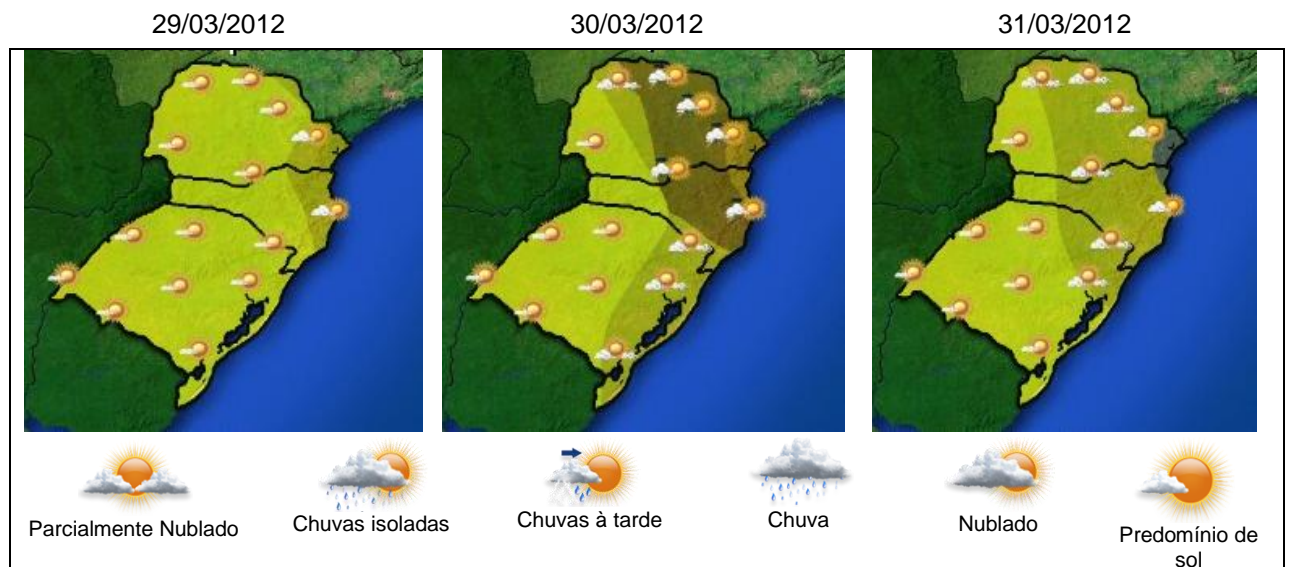 29/03/2012
30/03/2012
31/03/2012
Parcialmente Nublado
Chuvas isoladas
Chuvas à tarde
Chuva
Nublado
Predomínio de
sol